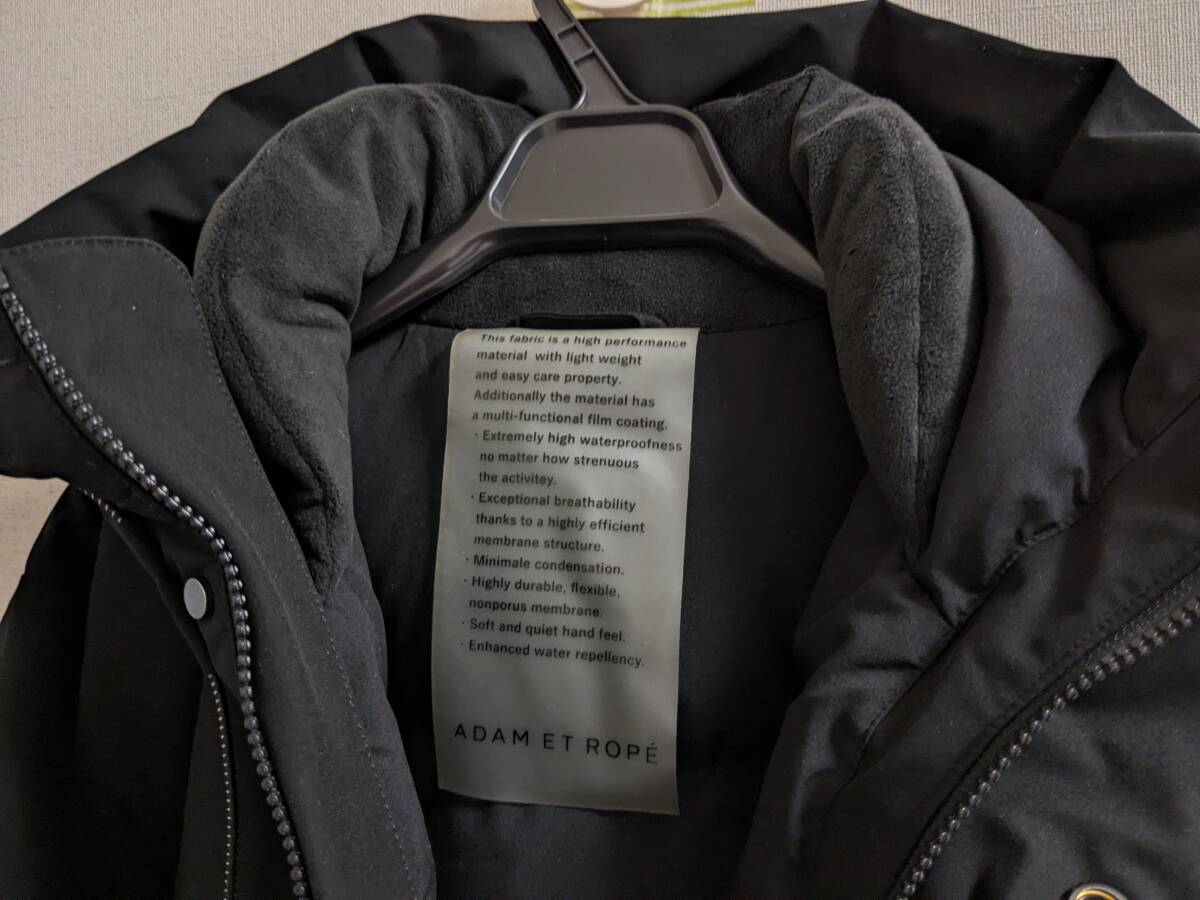 This fabric is a high performance
material with light weight
and easy care property.
Additionally the material has
a multi-functional film coating.
· Extremely high waterproofness
no matter how strenuous
the activitey.
· Exceptional breathability
thanks to a highly efficient
membrane structure.
· Minimale condensation.
· Highly durable, flexible,
nonporus membrane.
· Soft and quiet hand feel.
· Enhanced water repellency.
ADAM ET ROPÉ